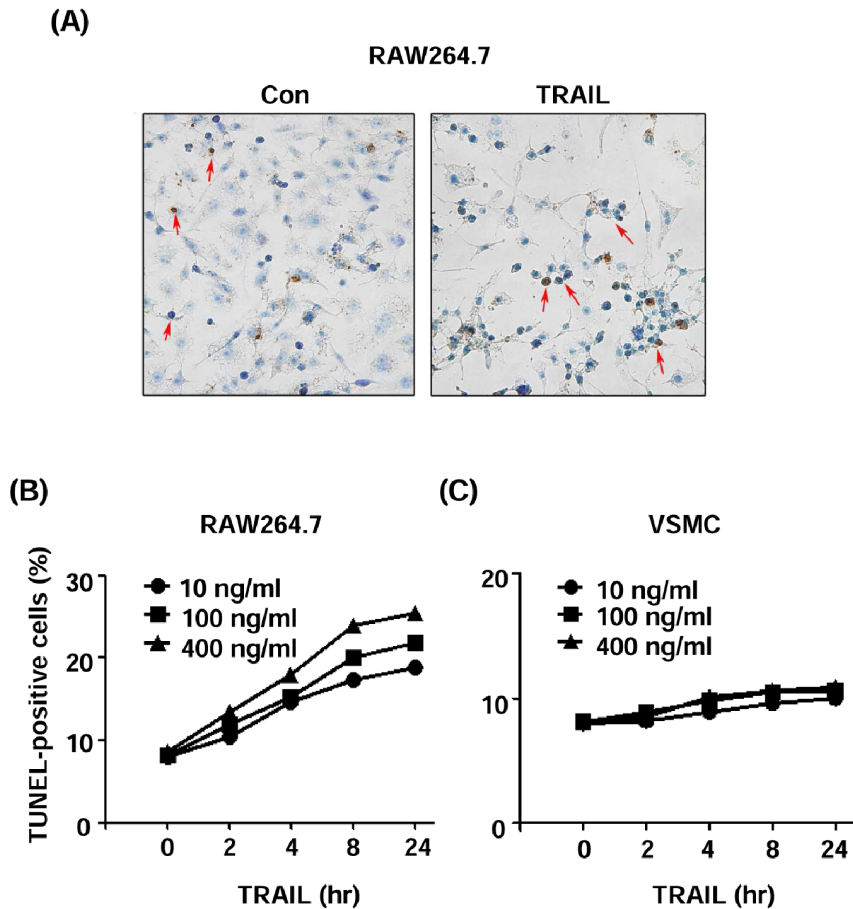 (A)
RAW264.7
Con TRAIL
(B) (C)
RAW264.7 VSMC
TUNEL-positive cells (%)
30
20
10
0
10 ng/ml
100 ng/ml
400 ng/ml
0 2 4 8 24
TRAIL (hr)
20
10
0
10 ng/ml
100 ng/ml
400 ng/ml
0 2 4 8 24
TRAIL (hr)